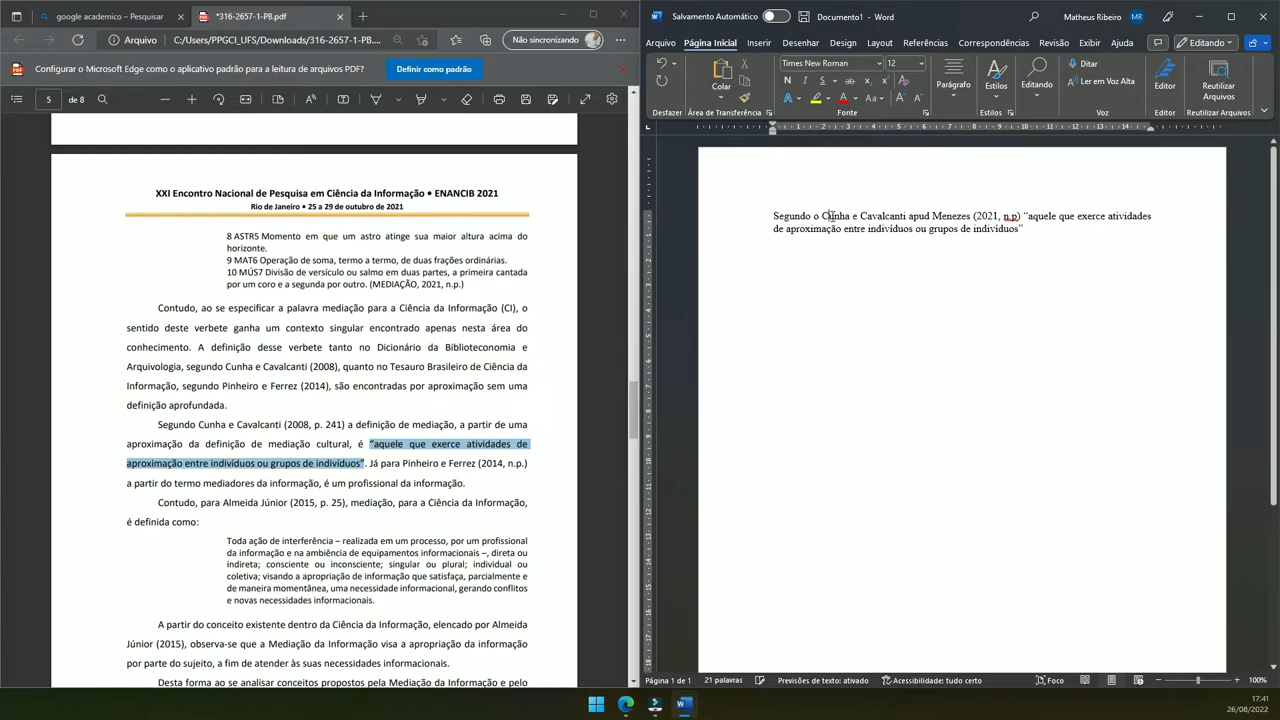 google academico – Pesquisar
*316-2657-1-PB.pdf
Arquivo
C:/Users/PPGCI_UFS/Downloads/316-2657-1-PB....
Não sincronizando
Configurar o Microsoft Edge como o aplicativo padrão para a leitura de arquivos PDF?
Definir como padrão
5 de 8
XXI Encontro Nacional de Pesquisa em Ciência da Informação • ENANCIB 2021
Rio de Janeiro • 25 a 29 de outubro de 2021
8 ASTR5 Momento em que um astro atinge sua maior altura acima do
horizonte.
9 MAT6 Operação de soma, termo a termo, de duas frações ordinárias.
10 MÚS7 Divisão de versículo ou salmo em duas partes, a primeira cantada
por um coro e a segunda por outro. (MEDIAÇÃO, 2021, n.p.)
Contudo, ao se especificar a palavra mediação para a Ciência da Informação (CI), o
sentido deste verbete ganha um contexto singular encontrado apenas nesta área do
conhecimento. A definição desse verbete tanto no Dicionário da Biblioteconomia e
Arquivologia, segundo Cunha e Cavalcanti (2008), quanto no Tesauro Brasileiro de Ciência da
Informação, segundo Pinheiro e Ferrez (2014), são encontradas por aproximação sem uma
definição aprofundada.
Segundo Cunha e Cavalcanti (2008, p. 241) a definição de mediação, a partir de uma
aproximação da definição de mediação cultural, é “aquele que exerce atividades de
aproximação entre indivíduos ou grupos de indivíduos”. Já para Pinheiro e Ferrez (2014, n.p.)
a partir do termo mediadores da informação, é um profissional da informação.
Contudo, para Almeida Júnior (2015, p. 25), mediação, para a Ciência da Informação,
é definida como:
Toda ação de interferência – realizada em um processo, por um profissional
da informação e na ambiência de equipamentos informacionais –, direta ou
indireta; consciente ou inconsciente; singular ou plural; individual ou
coletiva; visando a apropriação de informação que satisfaça, parcialmente e
de maneira momentânea, uma necessidade informacional, gerando conflitos
e novas necessidades informacionais.
A partir do conceito existente dentro da Ciência da Informação, elencado por Almeida
Júnior (2015), observa-se que a Mediação da Informação visa a apropriação da informação
por parte do sujeito, a fim de atender às suas necessidades informacionais.
Desta forma ao se analisar conceitos propostos pela Mediação da Informação e pelo
Salvamento Automático
Documento1 - Word
Matheus Ribeiro
MR
Arquivo Página Inicial Inserir Desenhar Design Layout Referências Correspondências Revisão Exibir Ajuda
Editando
Colar
Times New Roman 12
N I S ab x
A A Aa A A
Parágrafo
Estilos
Editando
Ditar
Ler em Voz Alta
Editor
Reutilizar
Arquivos
Desfazer Área de Transferência Fonte Voz Editor Reutilizar Arquivos
1 2 3 4 5 6 7 8 9 10 11 12 13 14
Segundo o Cunha e Cavalcanti apud Menezes (2021, n.p) “aquele que exerce atividades
de aproximação entre indivíduos ou grupos de indivíduos”
Página 1 de 1
21 palavras
Previsões de texto: ativado
Acessibilidade: tudo certo
Foco
100%
17:41
26/08/2022